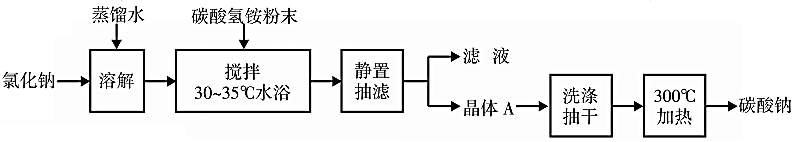 蒸馏水
碳酸氢铵粉末
氯化钠
溶解
搅拌
30~35℃水浴
静置
抽滤
滤 液
晶体 A
洗涤
抽干
300℃
加热
碳酸钠